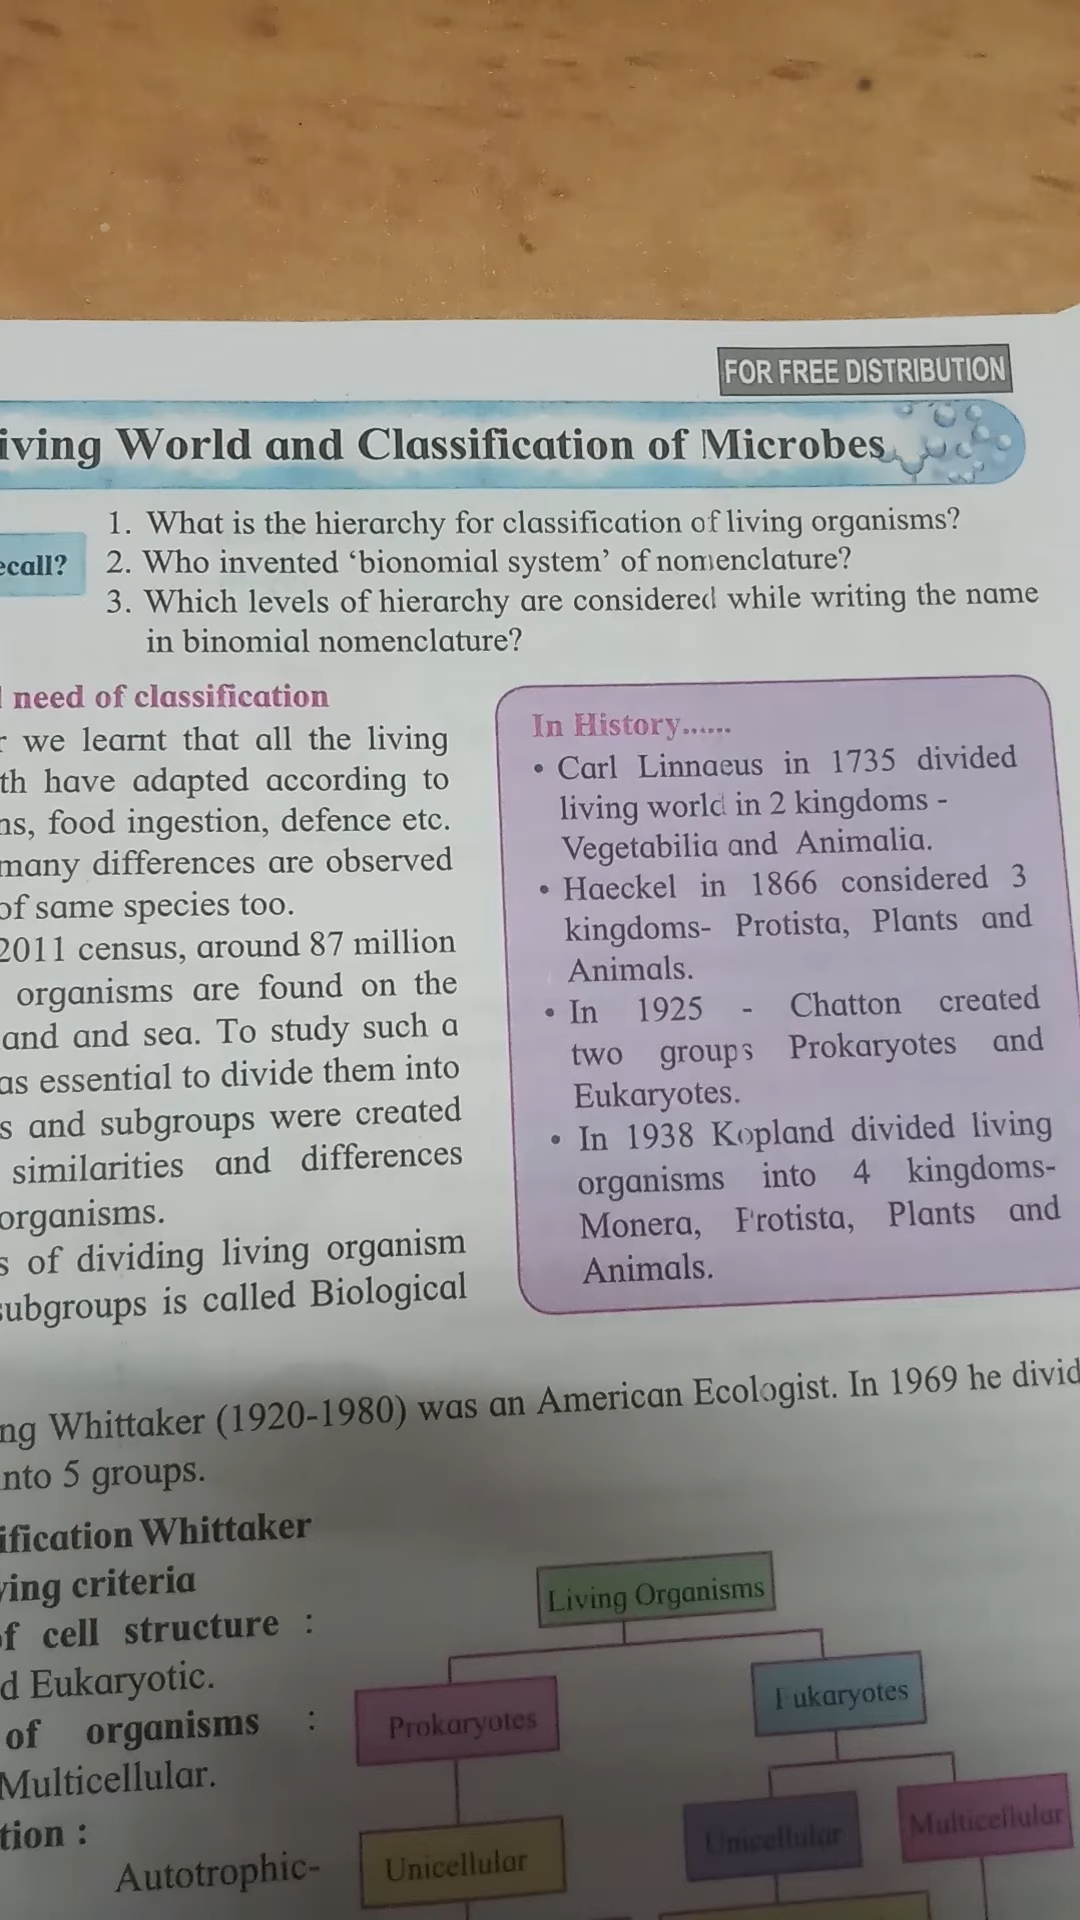 FOR FREE DISTRIBUTION
iving World and Classification of Microbes
ecall?
1. What is the hierarchy for classification of living organisms?
2. Who invented ‘bionomial system’ of nomenclature?
3. Which levels of hierarchy are considered while writing the name
in binomial nomenclature?
need of classification
r we learnt that all the living
th have adapted according to
ns, food ingestion, defence etc.
many differences are observed
of same species too.
2011 census, around 87 million
organisms are found on the
and and sea. To study such a
as essential to divide them into
s and subgroups were created
similarities and differences
organisms.
s of dividing living organism
subgroups is called Biological
In History......
• Carl Linnaeus in 1735 divided
living world in 2 kingdoms -
Vegetabilia and Animalia.
• Haeckel in 1866 considered 3
kingdoms- Protista, Plants and
Animals.
• In 1925 - Chatton created
two groups Prokaryotes and
Eukaryotes.
• In 1938 Kopland divided living
organisms into 4 kingdoms-
Monera, Protista, Plants and
Animals.
ng Whittaker (1920-1980) was an American Ecologist. In 1969 he divid
nto 5 groups.
ification Whittaker
ving criteria
of cell structure :
d Eukaryotic.
of organisms :
Multicellular.
tion :
Autotrophic-
Living Organisms
Prokaryotes
Eukaryotes
Unicellular
Unicellular
Multicellular